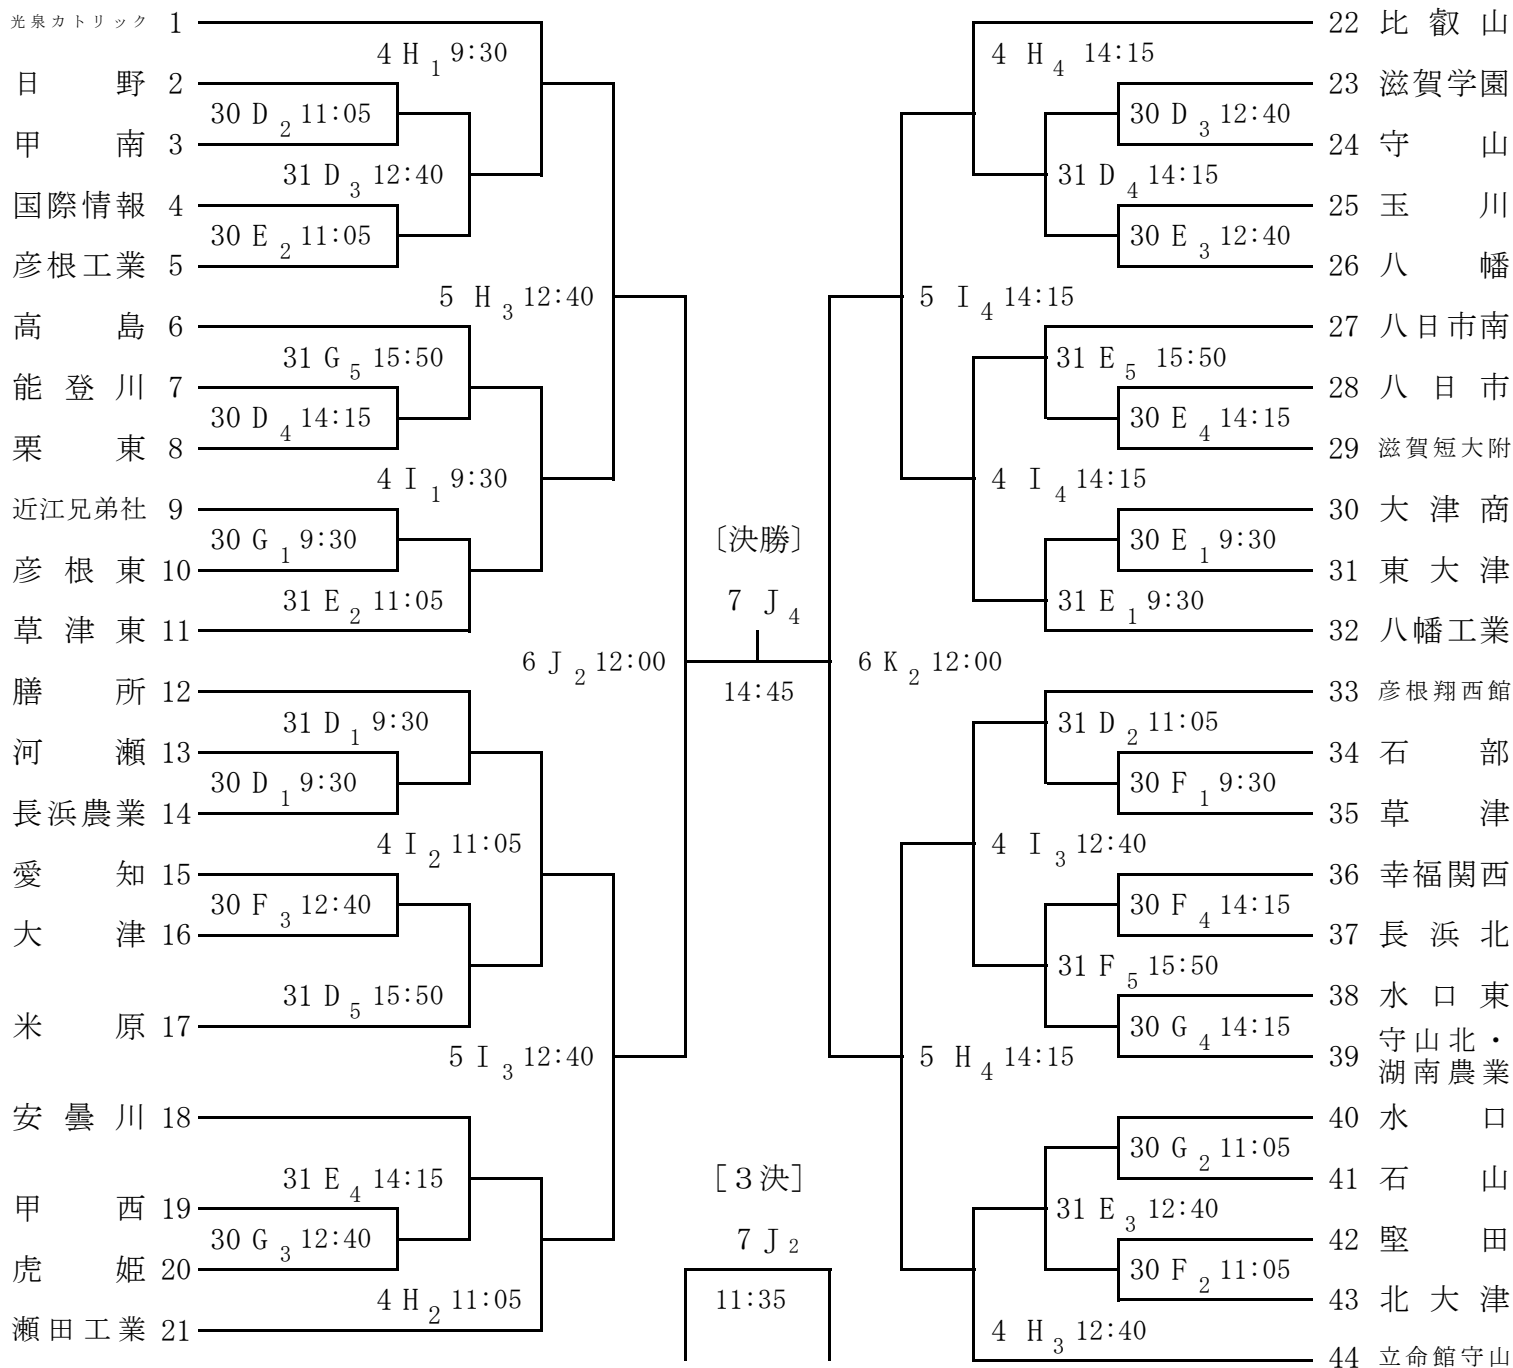 光泉カトリック 1
4 H 1 9:30
日野 2
30 D 2 11:05
甲南 3
31 D 3 12:40
国際情報 4
30 E 2 11:05
彦根工業 5
5 H 3 12:40
高島 6
31 G 5 15:50
能登川 7
30 D 4 14:15
栗東 8
4 I 1 9:30
近江兄弟社 9
30 G 1 9:30
彦根東 10
31 E 2 11:05
草津東 11
6 J 2 12:00
膳所 12
31 D 1 9:30
河瀬 13
30 D 1 9:30
長浜農業 14
4 I 2 11:05
愛知 15
30 F 3 12:40
大津 16
31 D 5 15:50
米原 17
5 I 3 12:40
安曇川 18
31 E 4 14:15
甲西 19
30 G 3 12:40
虎姫 20
4 H 2 11:05
瀬田工業 21
〔決勝〕
7 J 4
14:45
[３決]
7 J 2
11:35
22 比叡山
4 H 4 14:15
23 滋賀学園
30 D 3 12:40
24 守山
31 D 4 14:15
25 玉川
30 E 3 12:40
26 八幡
5 I 4 14:15
27 八日市南
31 E 5 15:50
28 八日市
30 E 4 14:15
29 滋賀短大附
4 I 4 14:15
30 大津商
30 E 1 9:30
31 東大津
31 E 1 9:30
32 八幡工業
6 K 2 12:00
33 彦根翔西館
31 D 2 11:05
34 石部
30 F 1 9:30
35 草津
4 I 3 12:40
36 幸福関西
30 F 4 14:15
37 長浜北
31 F 5 15:50
38 水口東
30 G 4 14:15
39 守山北・
湖南農業
5 H 4 14:15
40 水口
30 G 2 11:05
41 石山
31 E 3 12:40
42 堅田
30 F 2 11:05
43 北大津
4 H 3 12:40
44 立命館守山